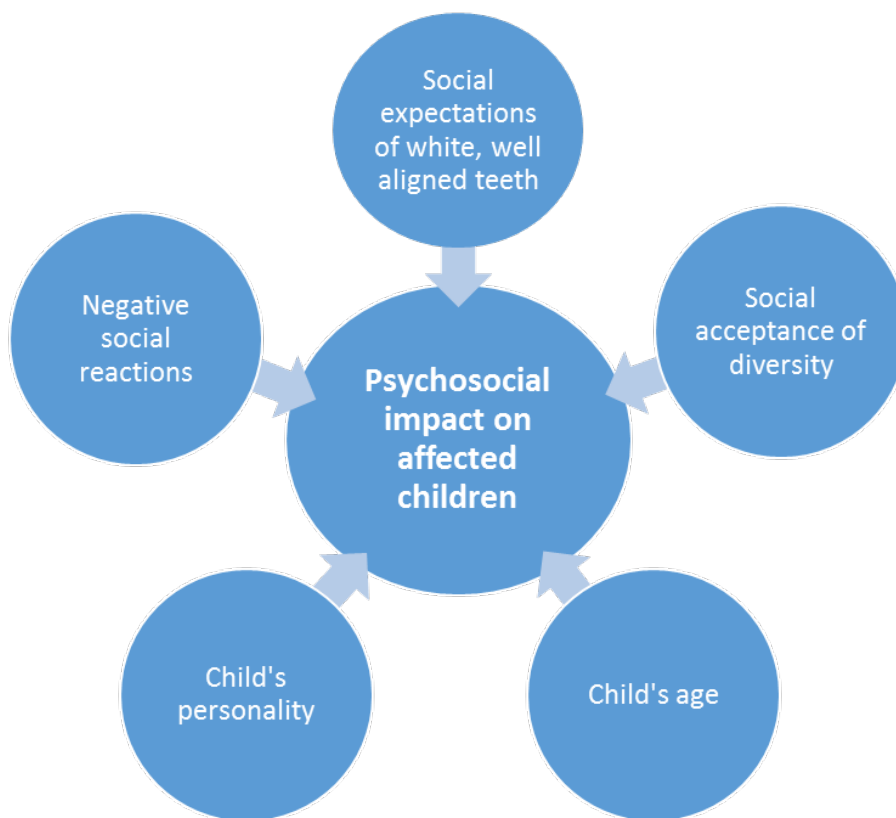 Social
expectations
of white, well
aligned teeth
Negative
social
reactions
Social
acceptance of
diversity
Psychosocial
impact on
affected
children
Child's
personality
Child's age